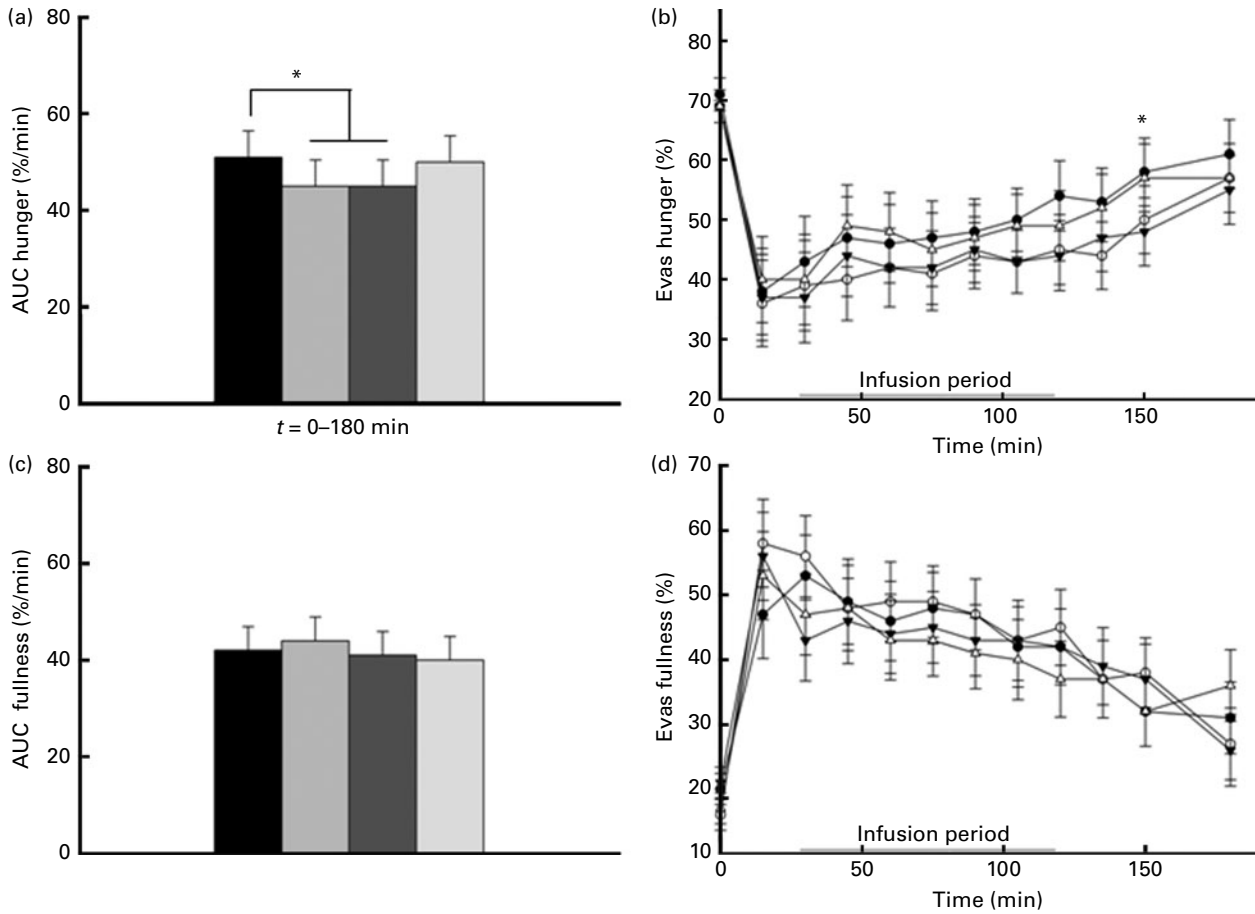 (a)
80
60
40
20
0
AUC hunger (%/min)
*
t = 0–180 min
(b)
80
70
60
50
40
30
20
Evas hunger (%)
*
Infusion period
0
50
100
150
Time (min)
(c)
80
60
40
20
0
AUC fullness (%/min)
(d)
70
60
50
40
30
20
10
Evas fullness (%)
Infusion period
0
50
100
150
Time (min)